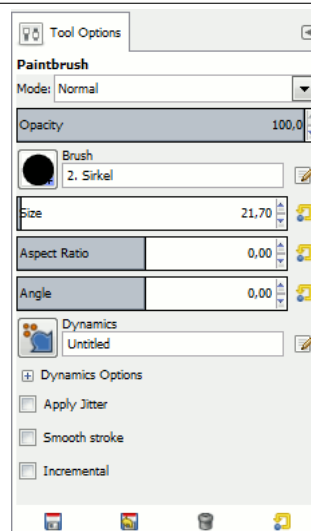 Tool Options
Paintbrush
Mode: Normal
Opacity 100,0
Brush
2. Sirkel
Size 21,70
Aspect Ratio 0,00
Angle 0,00
Dynamics
Untitled
Dynamics Options
Apply Jitter
Smooth stroke
Incremental